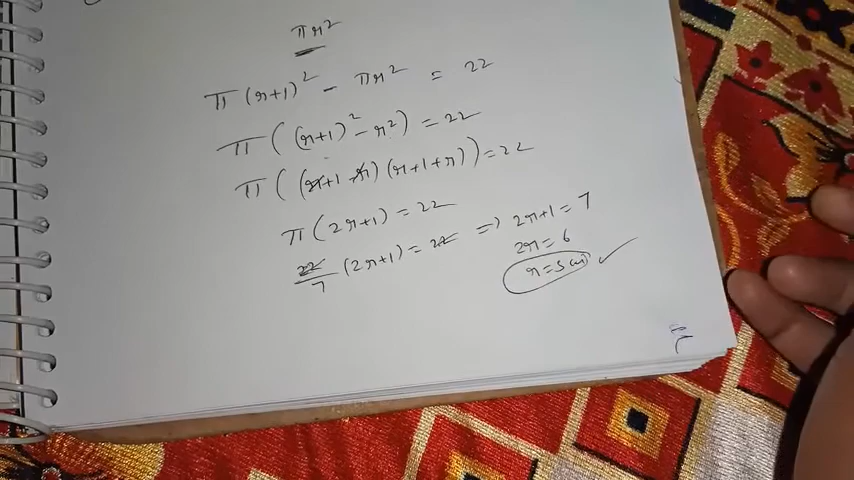 πr²
π(r+1)² - πr² = 22
π((r+1)² - r²) = 22
π((r+1-r)(r+1+r)) = 22
π(2r+1) = 22
22/7 (2r+1) = 22 => 2r+1 = 7
2r = 6
r = 3 cm ✓